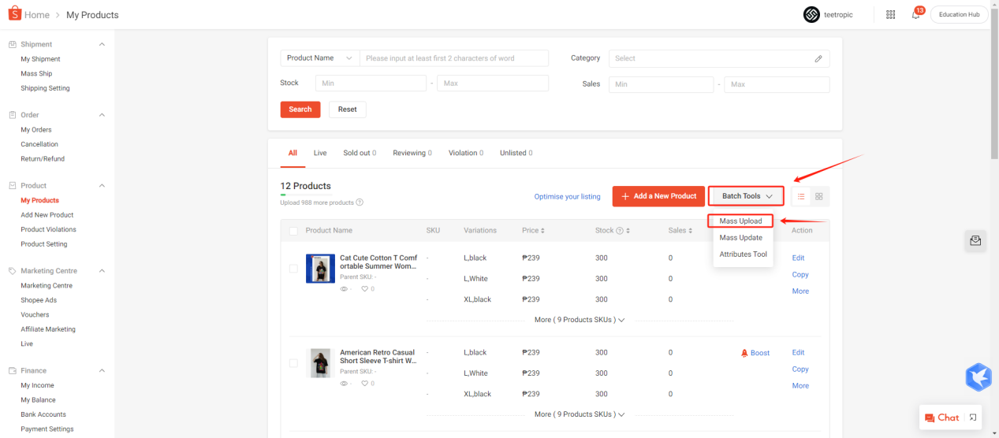 Home > My Products
teetropic
13
Education Hub
Shipment
My Shipment
Mass Ship
Shipping Setting
Order
My Orders
Cancellation
Return/Refund
Product
My Products
Add New Product
Product Violations
Product Setting
Marketing Centre
Marketing Centre
Shopee Ads
Vouchers
Affiliate Marketing
Live
Finance
My Income
My Balance
Bank Accounts
Payment Settings
Product Name
Please input at least first 2 characters of word
Category
Select
Stock
Min - Max
Sales
Min - Max
Search
Reset
All
Live
Sold out 0
Reviewing 0
Violation 0
Unlisted 0
12 Products
Upload 988 more products
Optimise your listing
+ Add a New Product
Batch Tools
Mass Upload
Mass Update
Attributes Tool
Product Name SKU Variations Price Stock Sales Action
Cat Cute Cotton T Comf
ortable Summer Wom...
Parent SKU: -
- 0
- L,black ₱239 300 0 Edit
- L,White ₱239 300 0 Copy
- XL,black ₱239 300 0 More
More ( 9 Products SKUs )
American Retro Casual
Short Sleeve T-shirt W...
Parent SKU: -
- 0
- L,black ₱239 300 0 Boost Edit
- L,White ₱239 300 0 Copy
- XL,black ₱239 300 0 More
More ( 9 Products SKUs )
Chat